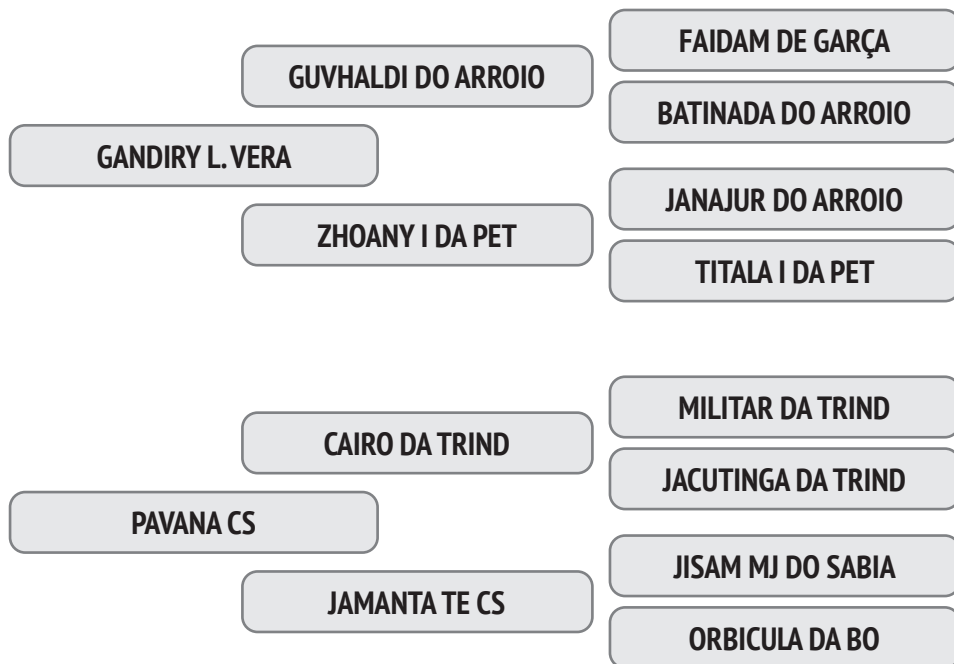 FAIDAM DE GARÇA
GUVHALDI DO ARROIO
BATINADA DO ARROIO
GANDIRY L. VERA
JANAJUR DO ARROIO
ZHOANY I DA PET
TITALA I DA PET
MILITAR DA TRIND
CAIRO DA TRIND
JACUTINGA DA TRIND
PAVANA CS
JISAM MJ DO SABIA
JAMANTA TE CS
ORBICULA DA BO